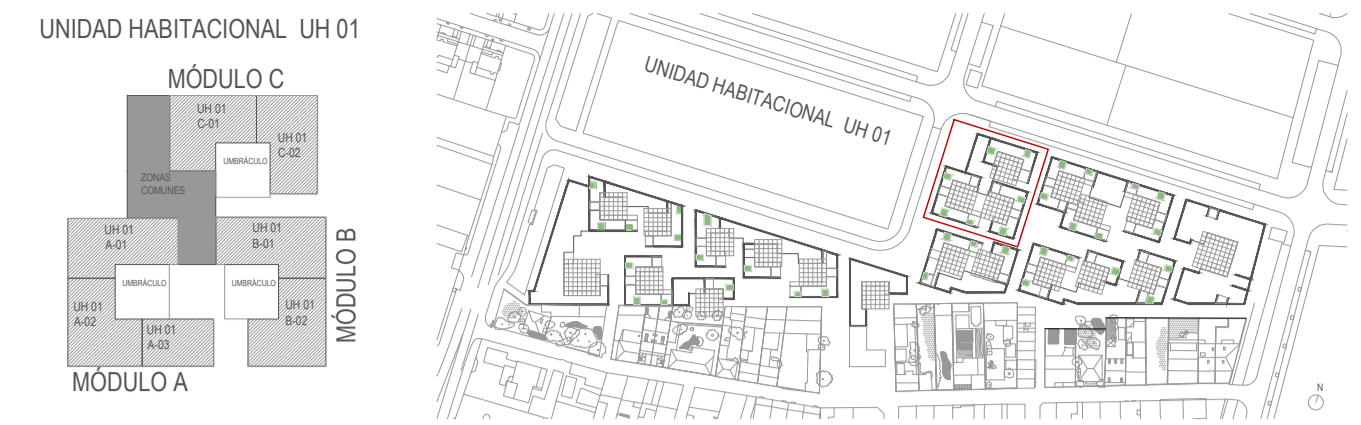 UNIDAD HABITACIONAL UH 01
MÓDULO C
UH 01
C-01
UH 01
C-02
UMBRÁCULO
ZONAS
COMUNES
UH 01
A-01
UH 01
B-01
UMBRÁCULO
UMBRÁCULO
UH 01
A-02
UH 01
A-03
UH 01
B-02
MÓDULO B
MÓDULO A
UNIDAD HABITACIONAL UH 01
N